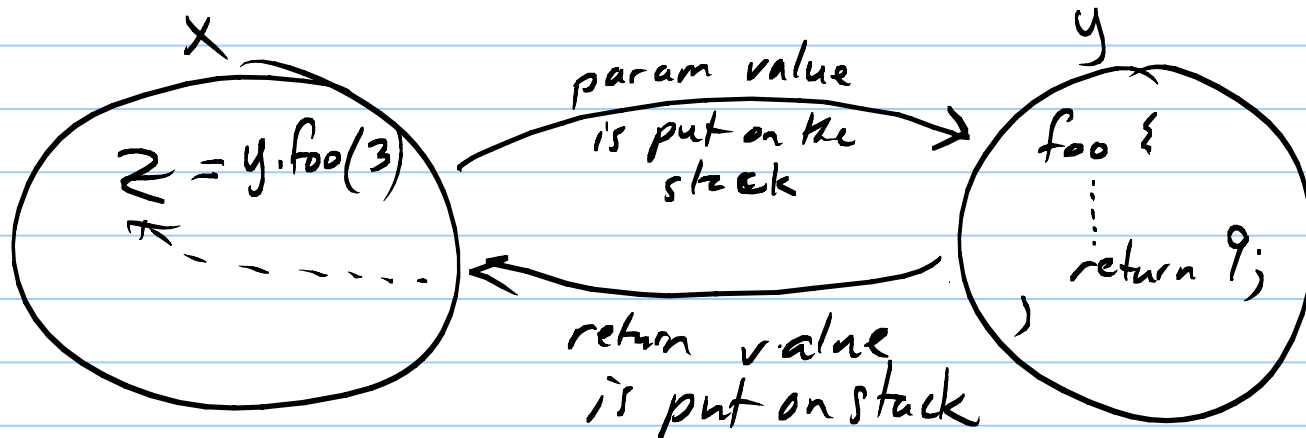 x
y
param value
is put on the
stack
z = y.foo(3)
foo {
return 9;
}
return value
is put on stack